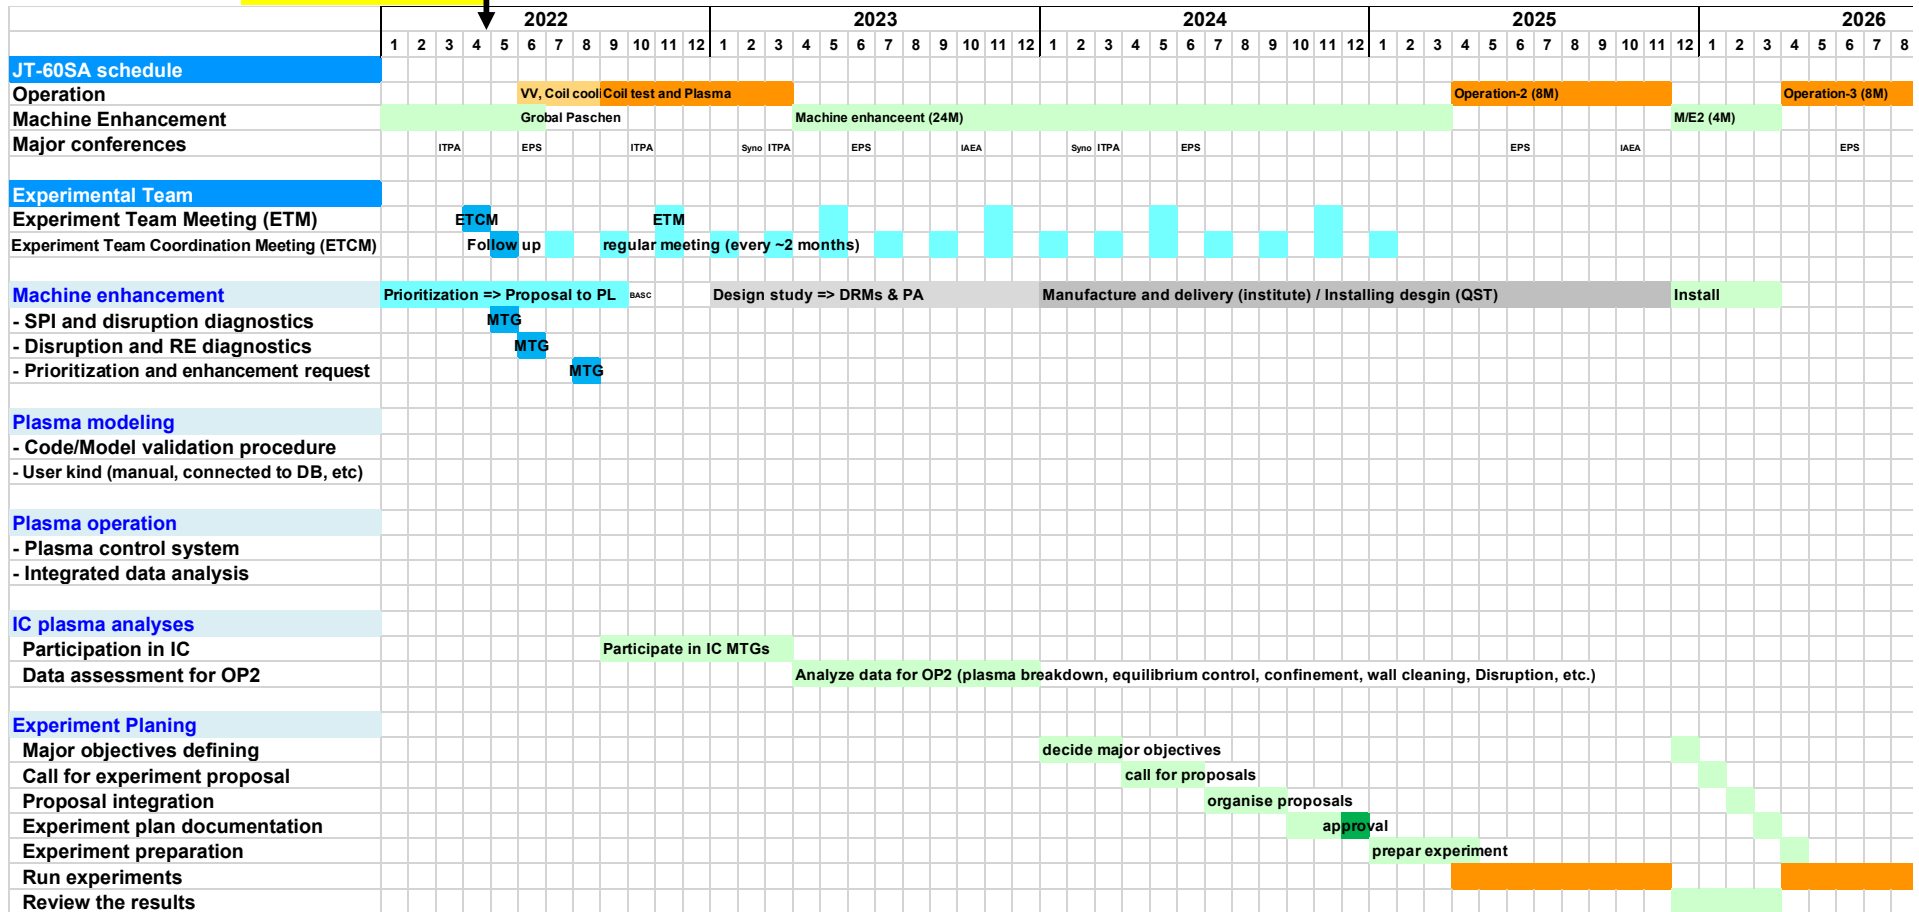 2022 2023 2024 2025 2026
1 2 3 4 5 6 7 8 9 10 11 12 1 2 3 4 5 6 7 8 9 10 11 12 1 2 3 4 5 6 7 8 9 10 11 12 1 2 3 4 5 6 7 8 9 10 11 12 1 2 3 4 5 6 7 8
JT-60SA schedule
Operation VV, Coil cooli Coil test and Plasma Operation-2 (8M) Operation-3 (8M)
Machine Enhancement Grobal Paschen Machine enhanceent (24M) M/E2 (4M)
Major conferences ITPA EPS ITPA Syno ITPA EPS IAEA Syno ITPA EPS EPS IAEA EPS
Experimental Team
Experiment Team Meeting (ETM) ETCM ETM
Experiment Team Coordination Meeting (ETCM) Follow up regular meeting (every ~2 months)
Machine enhancement Prioritization => Proposal to PL BASC Design study => DRMs & PA Manufacture and delivery (institute) / Installing desgin (QST) Install
- SPI and disruption diagnostics MTG
- Disruption and RE diagnostics MTG
- Prioritization and enhancement request MTG
Plasma modeling
- Code/Model validation procedure
- User kind (manual, connected to DB, etc)
Plasma operation
- Plasma control system
- Integrated data analysis
IC plasma analyses
Participation in IC Participate in IC MTGs
Data assessment for OP2 Analyze data for OP2 (plasma breakdown, equilibrium control, confinement, wall cleaning, Disruption, etc.)
Experiment Planing
Major objectives defining decide major objectives
Call for experiment proposal call for proposals
Proposal integration organise proposals
Experiment plan documentation approval
Experiment preparation prepar experiment
Run experiments
Review the results